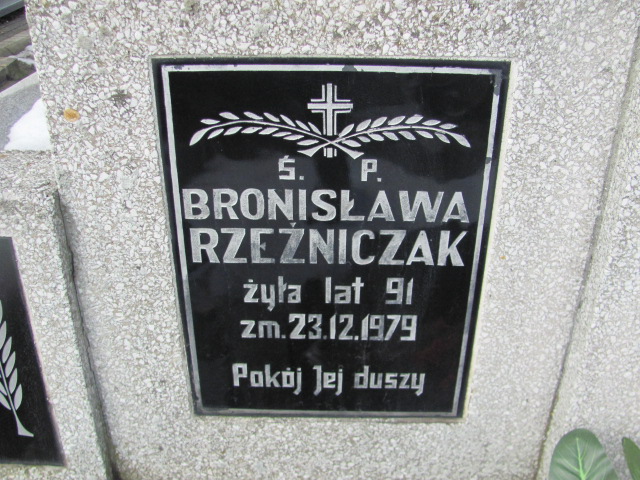 Ś. P.
BRONISŁAWA
RZEŹNICZAK
żyła lat 91
zm. 23.12.1979
Pokój Jej duszy